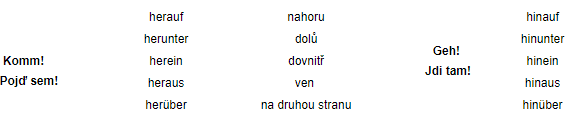 herauf nahoru hinauf
herunter dolů hinunter
Geh!
Komm! herein dovnitř hinein
Jdi tam!
Pojď sem! heraus ven hinaus
herüber na druhou stranu hinüber